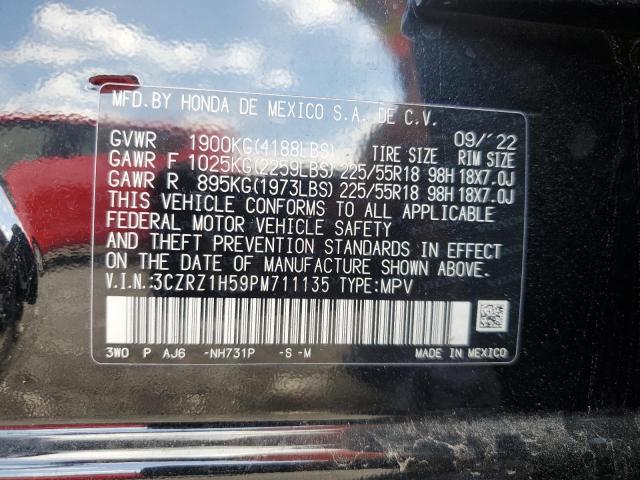 MFD. BY HONDA DE MEXICO S.A. DE C.V.
GVWR 1900KG(4188LBS) TIRE SIZE 09/'22 RIM SIZE
GAWR F 1025KG(2259LBS) 225/55R18 98H 18X7.0J
GAWR R 895KG(1973LBS) 225/55R18 98H 18X7.0J
THIS VEHICLE CONFORMS TO ALL APPLICABLE
FEDERAL MOTOR VEHICLE SAFETY
AND THEFT PREVENTION STANDARDS IN EFFECT
ON THE DATE OF MANUFACTURE SHOWN ABOVE.
V.I.N.:3CZRZ1H59PM711135 TYPE:MPV
3W0 P AJ6 -NH731P -S -M MADE IN MEXICO